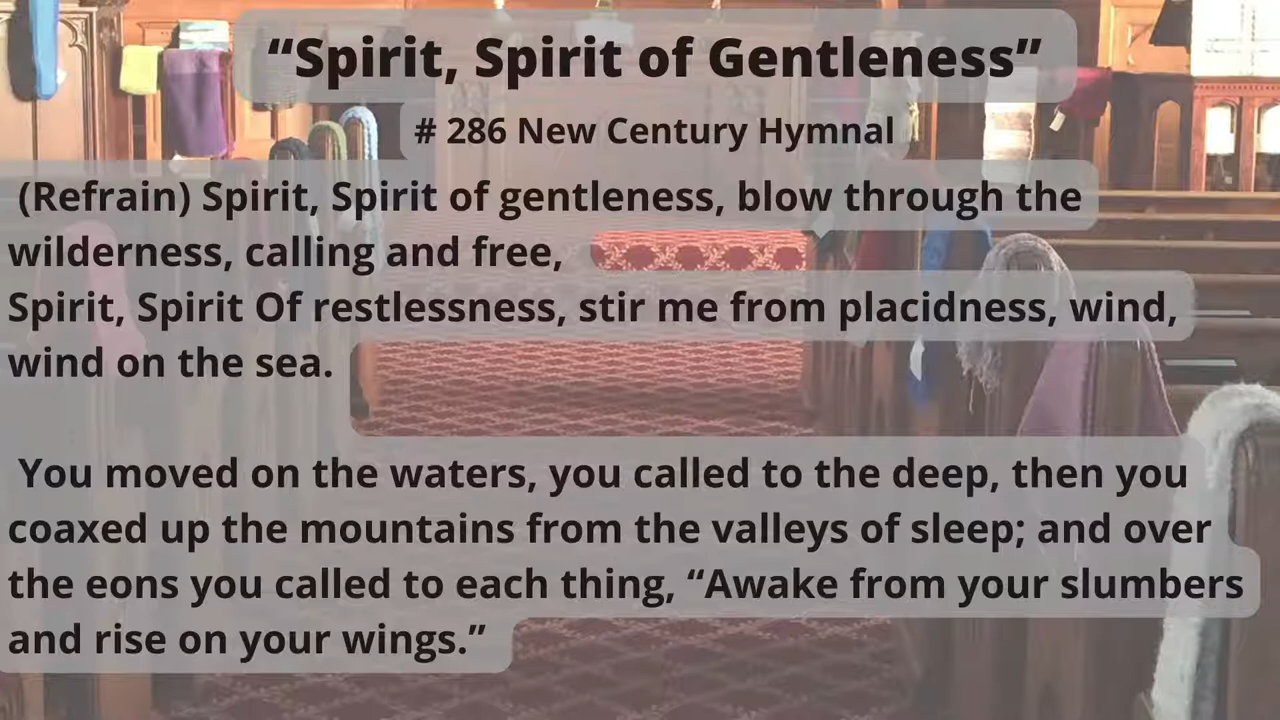 “Spirit, Spirit of Gentleness”
# 286 New Century Hymnal
(Refrain) Spirit, Spirit of gentleness, blow through the
wilderness, calling and free,
Spirit, Spirit Of restlessness, stir me from placidness, wind,
wind on the sea.
You moved on the waters, you called to the deep, then you
coaxed up the mountains from the valleys of sleep; and over
the eons you called to each thing, “Awake from your slumbers
and rise on your wings.”